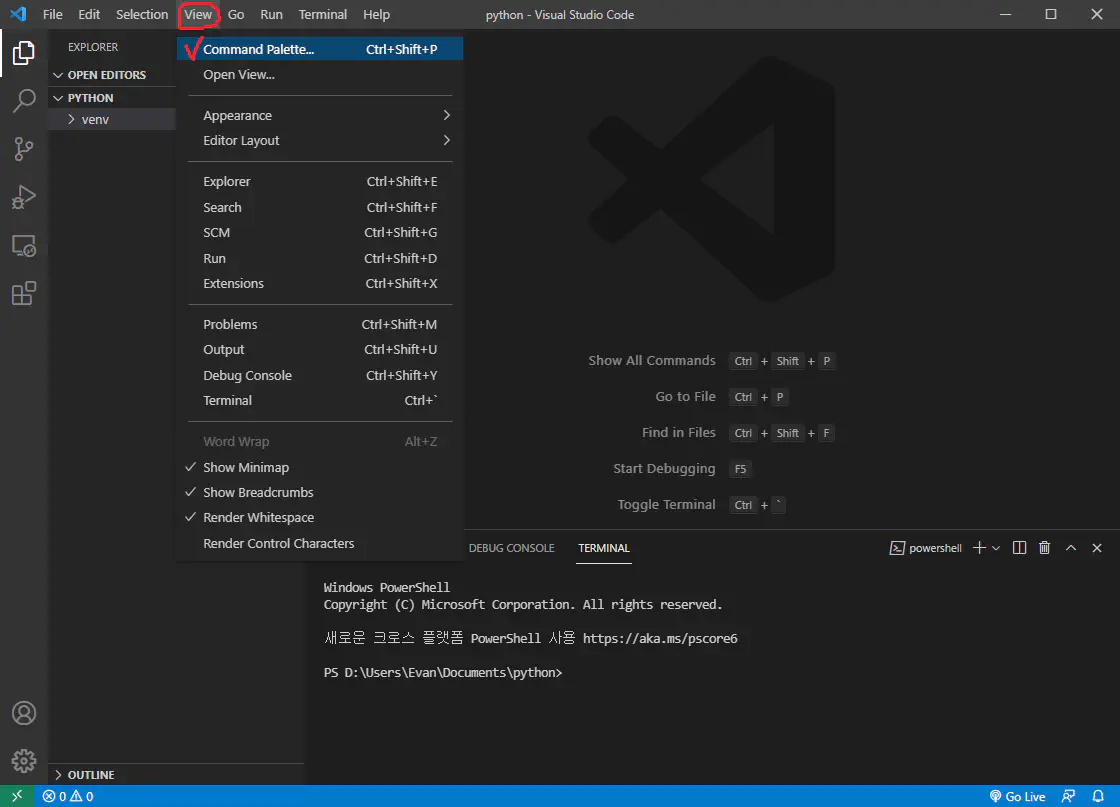 File Edit Selection View Go Run Terminal Help python - Visual Studio Code
EXPLORER
OPEN EDITORS
PYTHON
venv
OUTLINE
Command Palette... Ctrl+Shift+P
Open View...
Appearance
Editor Layout
Explorer Ctrl+Shift+E
Search Ctrl+Shift+F
SCM Ctrl+Shift+G
Run Ctrl+Shift+D
Extensions Ctrl+Shift+X
Problems Ctrl+Shift+M
Output Ctrl+Shift+U
Debug Console Ctrl+Shift+Y
Terminal Ctrl+`
Word Wrap Alt+Z
Show Minimap
Show Breadcrumbs
Render Whitespace
Render Control Characters
Show All Commands Ctrl + Shift + P
Go to File Ctrl + P
Find in Files Ctrl + Shift + F
Start Debugging F5
Toggle Terminal Ctrl + `
DEBUG CONSOLE TERMINAL powershell
Windows PowerShell
Copyright (C) Microsoft Corporation. All rights reserved.
새로운 크로스 플랫폼 PowerShell 사용 https://aka.ms/pscore6
PS D:\Users\Evan\Documents\python>
0 0 Go Live